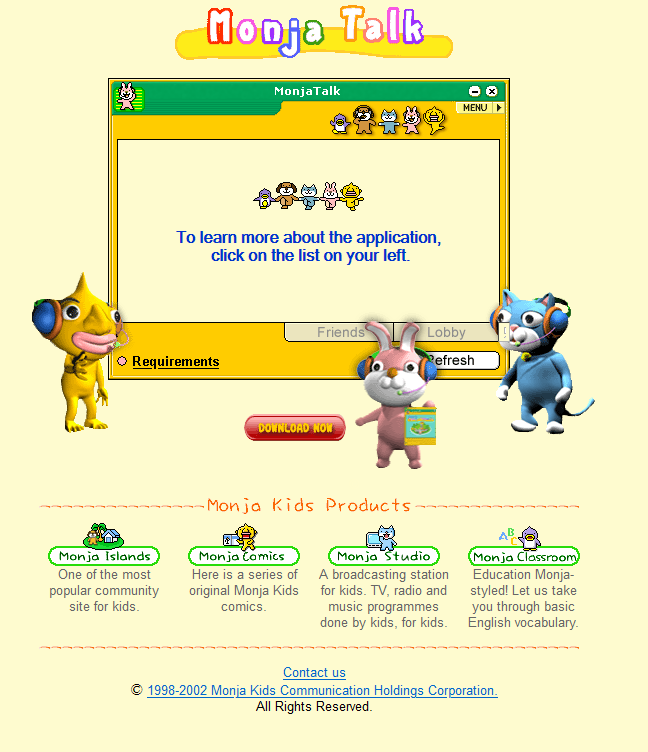 Monja Talk
MonjaTalk
MENU
To learn more about the application,
click on the list on your left.
Friends Lobby
Requirements
Refresh
DOWNLOAD NOW
Monja Kids Products
Monja Islands
One of the most
popular community
site for kids.
Monja Comics
Here is a series of
original Monja Kids
comics.
Monja Studio
A broadcasting station
for kids. TV, radio and
music programmes
done by kids, for kids.
ABC
Monja Classroom
Education Monja-
styled! Let us take
you through basic
English vocabulary.
Contact us
© 1998-2002 Monja Kids Communication Holdings Corporation.
All Rights Reserved.